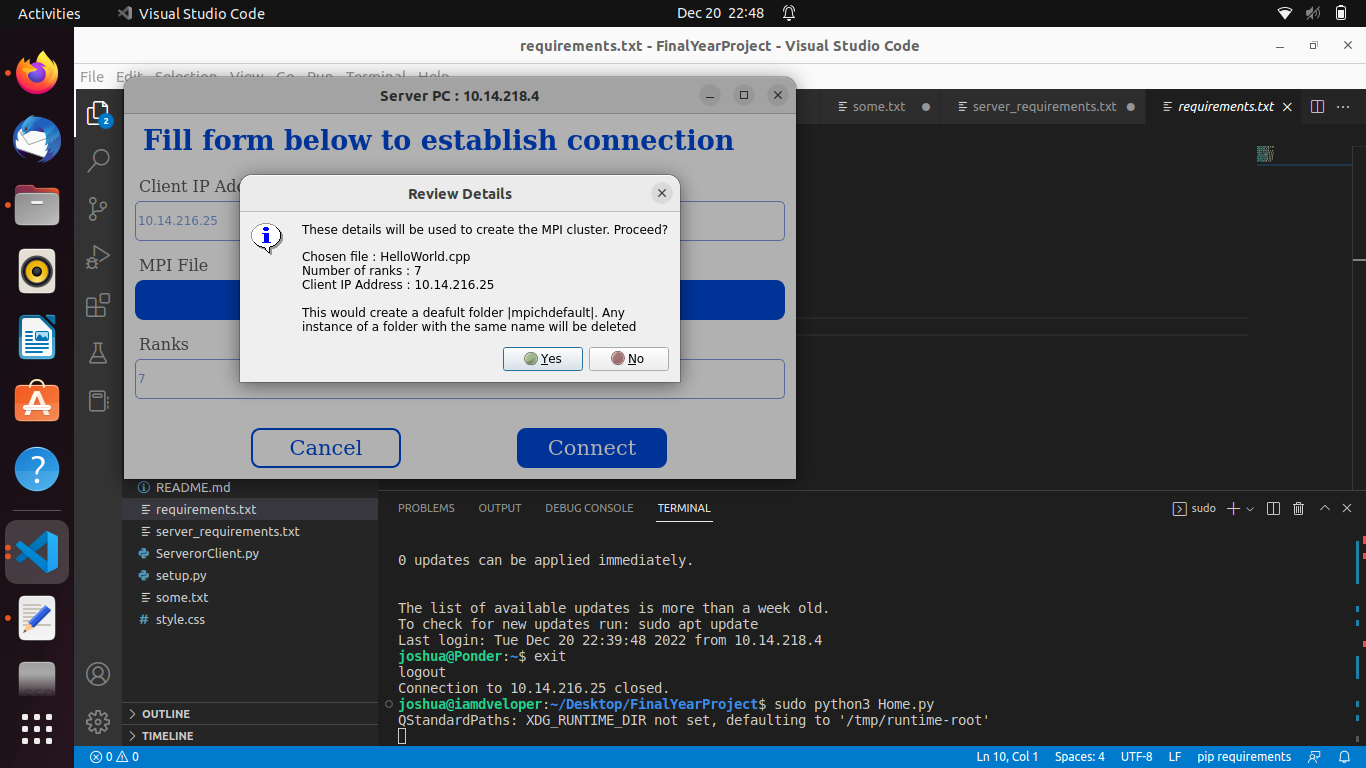 Activities
Visual Studio Code
Dec 20 22:48
requirements.txt - FinalYearProject - Visual Studio Code
File Edit Selection View Go Run Terminal Help
Server PC : 10.14.218.4
some.txt
server_requirements.txt
requirements.txt
2
Fill form below to establish connection
Client IP Ad
10.14.216.25
MPI File
Ranks
7
Cancel
Connect
Review Details
These details will be used to create the MPI cluster. Proceed?
Chosen file : HelloWorld.cpp
Number of ranks : 7
Client IP Address : 10.14.216.25
This would create a deafult folder |mpichdefault|. Any
instance of a folder with the same name will be deleted
Yes
No
README.md
requirements.txt
server_requirements.txt
ServerorClient.py
setup.py
some.txt
style.css
OUTLINE
TIMELINE
PROBLEMS OUTPUT DEBUG CONSOLE TERMINAL
sudo
0 updates can be applied immediately.
The list of available updates is more than a week old.
To check for new updates run: sudo apt update
Last login: Tue Dec 20 22:39:48 2022 from 10.14.218.4
joshua@Ponder:~$ exit
logout
Connection to 10.14.216.25 closed.
joshua@iamdveloper:~/Desktop/FinalYearProject$ sudo python3 Home.py
QStandardPaths: XDG_RUNTIME_DIR not set, defaulting to '/tmp/runtime-root'
0 0
Ln 10, Col 1 Spaces: 4 UTF-8 LF pip requirements